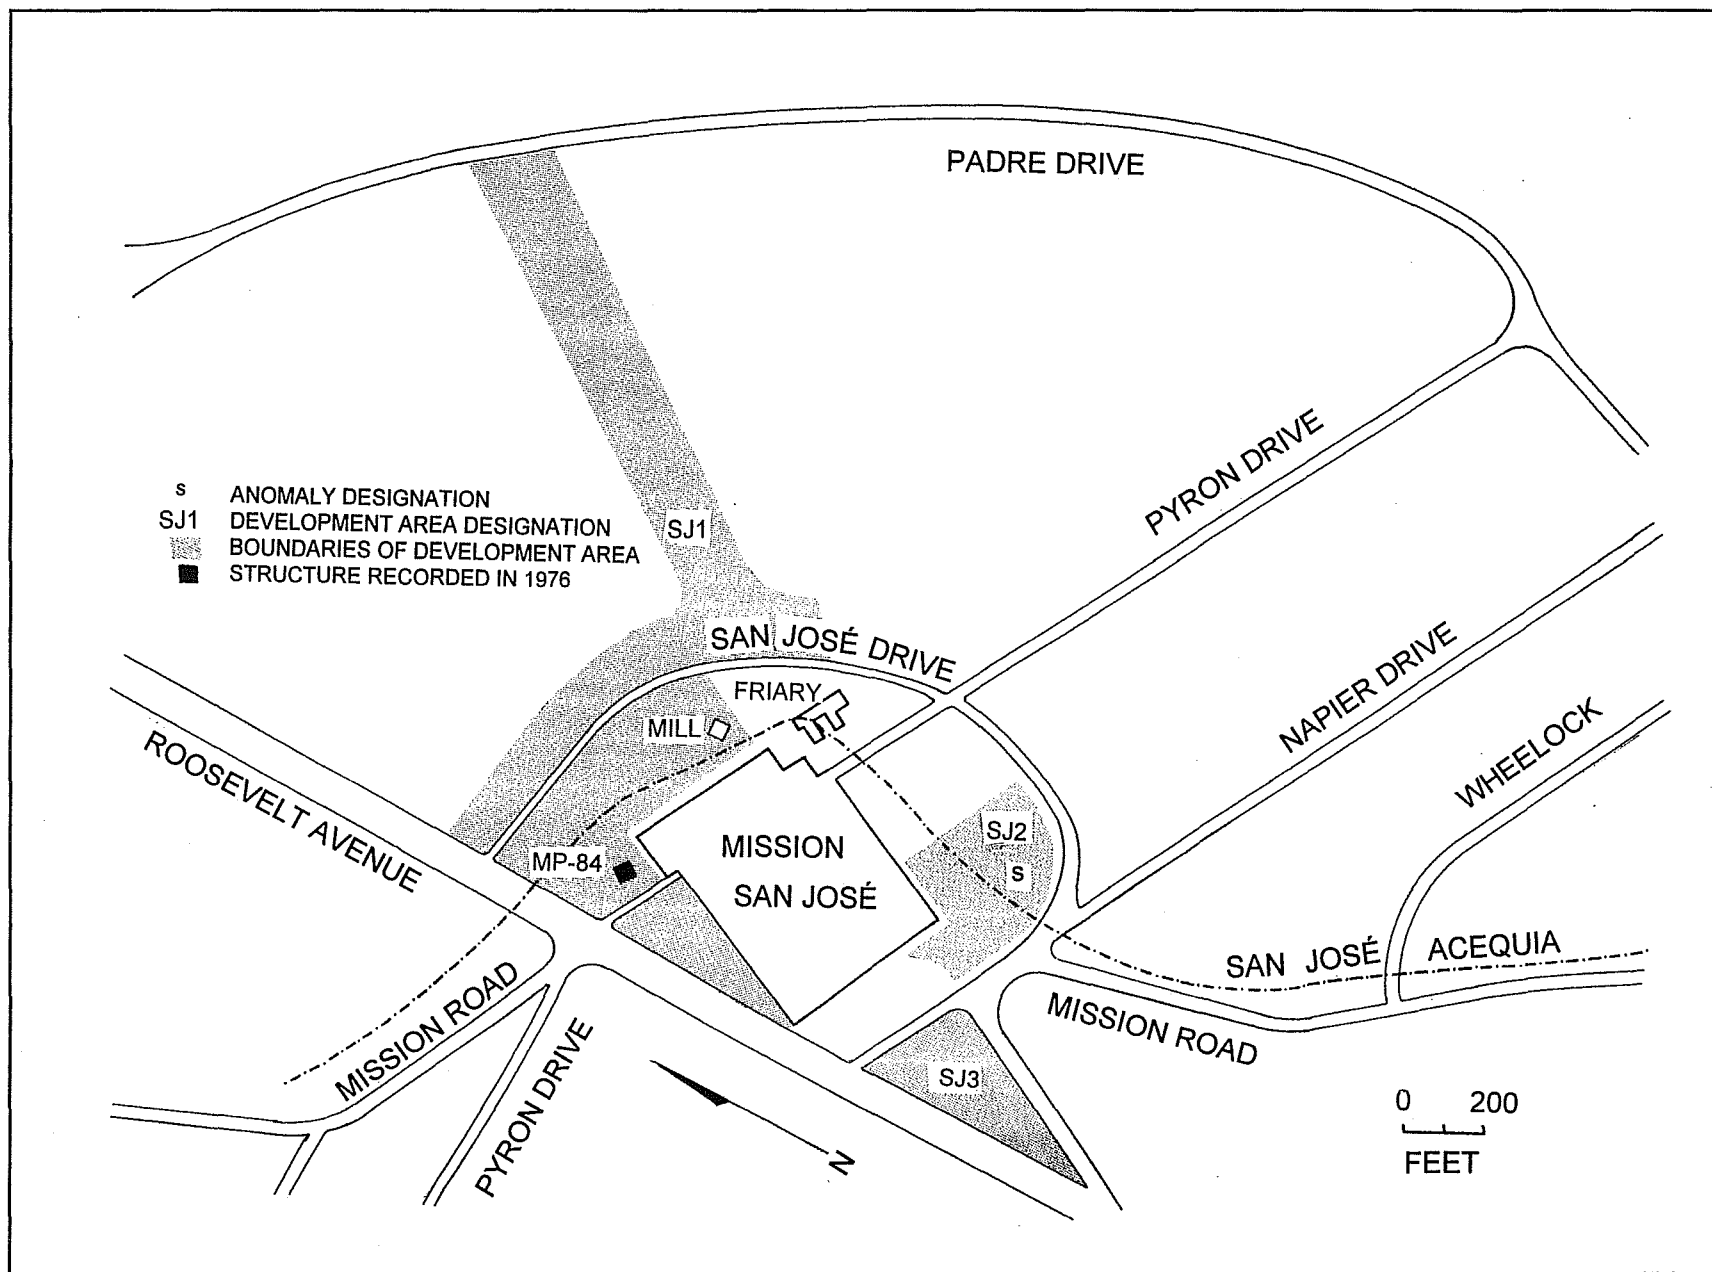 PADRE DRIVE
PYRON DRIVE
s ANOMALY DESIGNATION
SJ1 DEVELOPMENT AREA DESIGNATION
BOUNDARIES OF DEVELOPMENT AREA
STRUCTURE RECORDED IN 1976
SJ1
SAN JOSÉ DRIVE
NAPIER DRIVE
FRIARY
MILL
WHEELOCK
ROOSEVELT AVENUE
MP-84
MISSION
SAN JOSÉ
SJ2
s
SAN JOSÉ ACEQUIA
MISSION ROAD
MISSION ROAD
PYRON DRIVE
SJ3
N
0 200
FEET